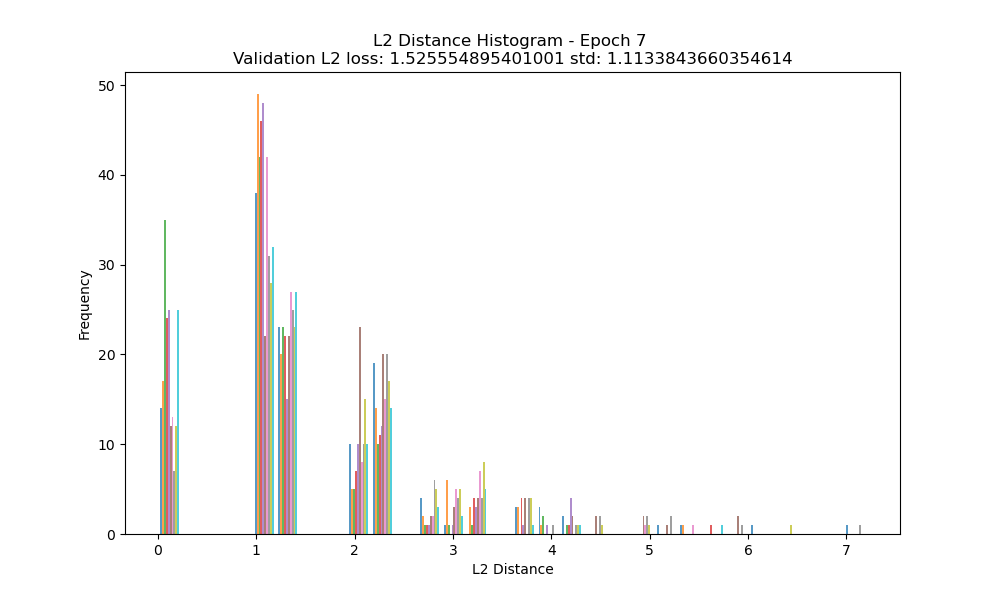 L2 Distance Histogram - Epoch 7
Validation L2 loss: 1.525554895401001 std: 1.1133843660354614
50
40
30
20
10
0
Frequency
0 1 2 3 4 5 6 7
L2 Distance